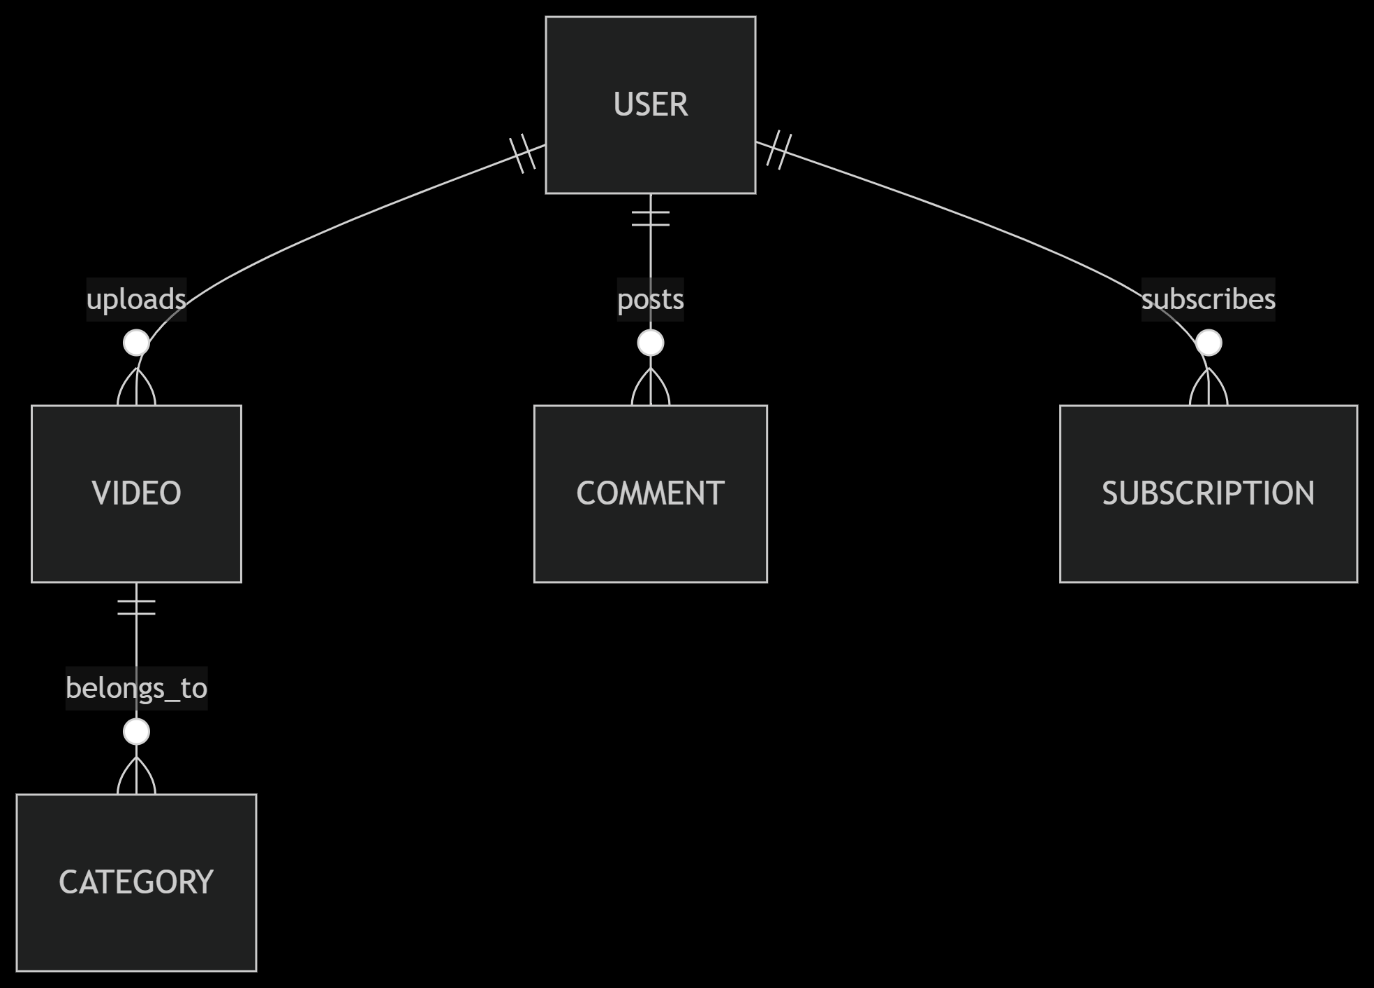 USER
uploads
posts
subscribes
VIDEO
COMMENT
SUBSCRIPTION
belongs_to
CATEGORY